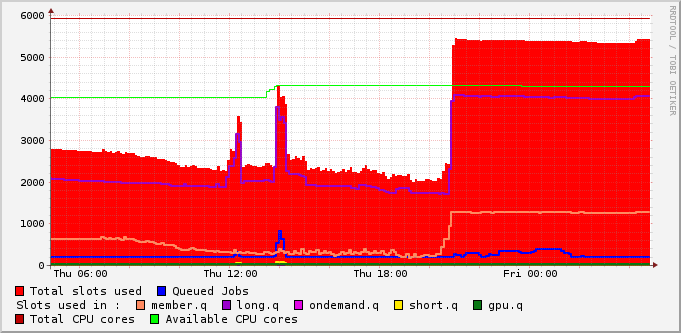 RRDTOOL / TOBI OETIKER
6000
5000
4000
3000
2000
1000
0
Thu 06:00 Thu 12:00 Thu 18:00 Fri 00:00
Total slots used Queued Jobs
Slots used in : member.q long.q ondemand.q short.q gpu.q
Total CPU cores Available CPU cores